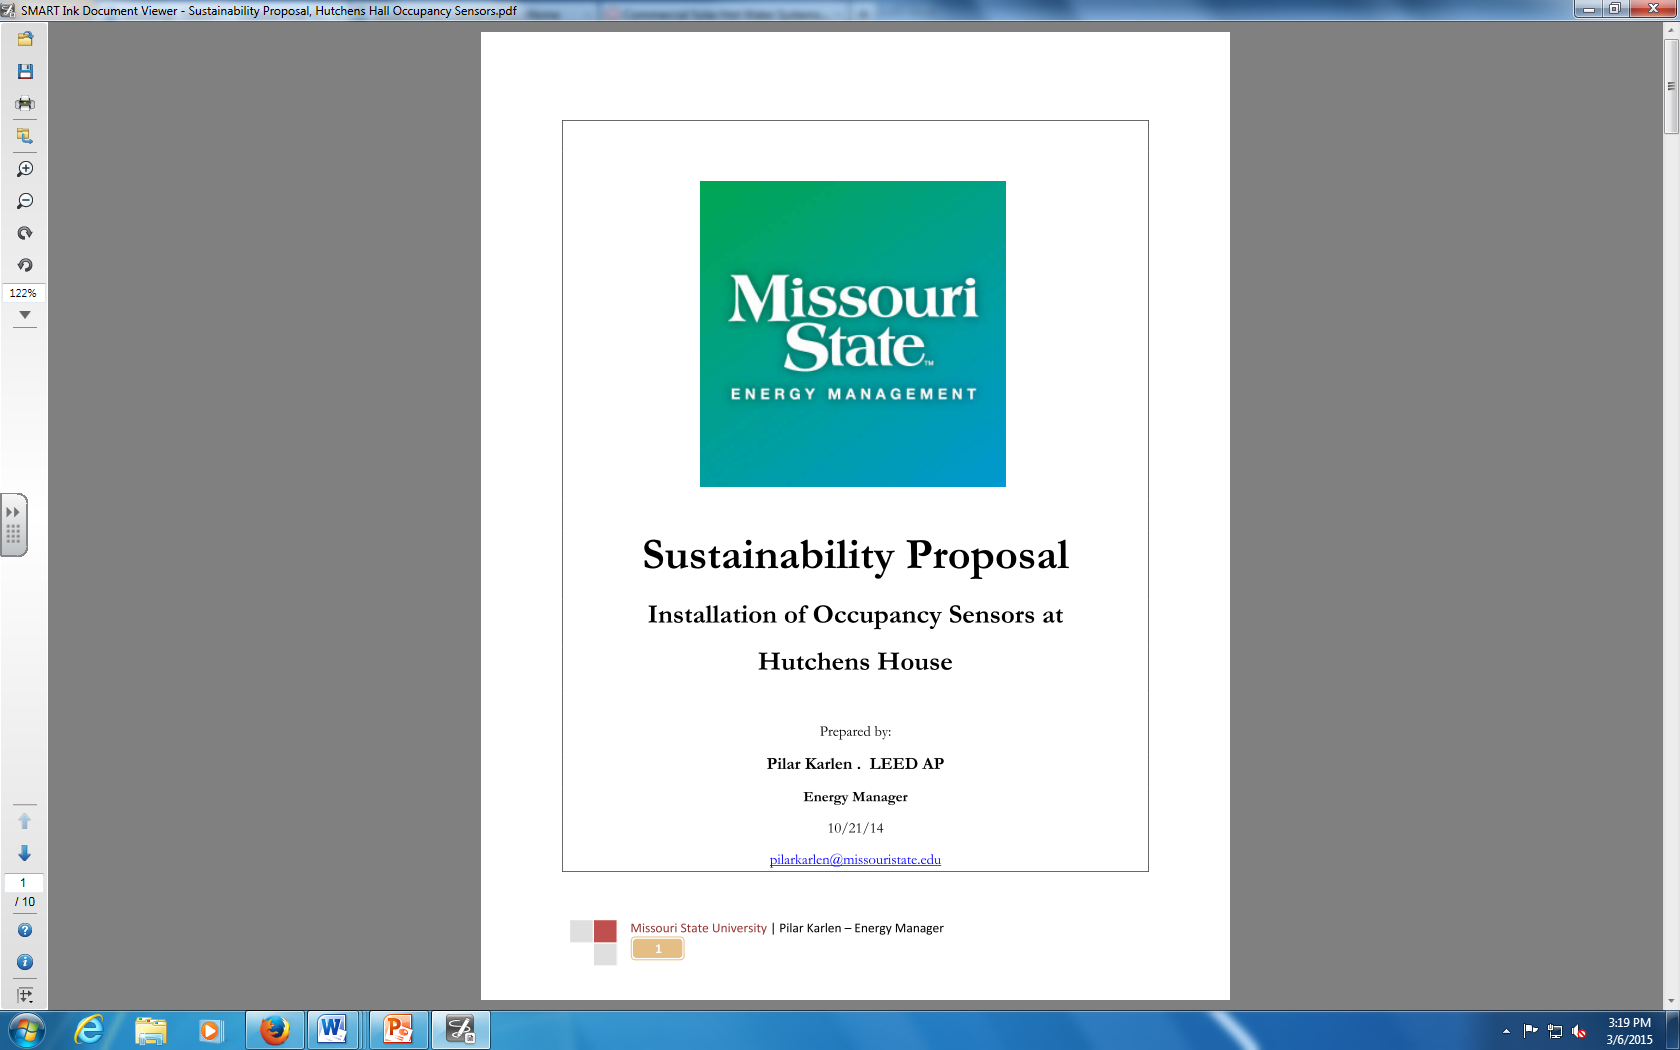 SMART Ink Document Viewer - Sustainability Proposal, Hutchens Hall Occupancy Sensors.pdf
122%
Missouri
State™
ENERGY MANAGEMENT
Sustainability Proposal
Installation of Occupancy Sensors at
Hutchens House
Prepared by:
Pilar Karlen .  LEED AP
Energy Manager
10/21/14
pilarkarlen@missouristate.edu
Missouri State University | Pilar Karlen – Energy Manager
1
1
/ 10
3:19 PM
3/6/2015